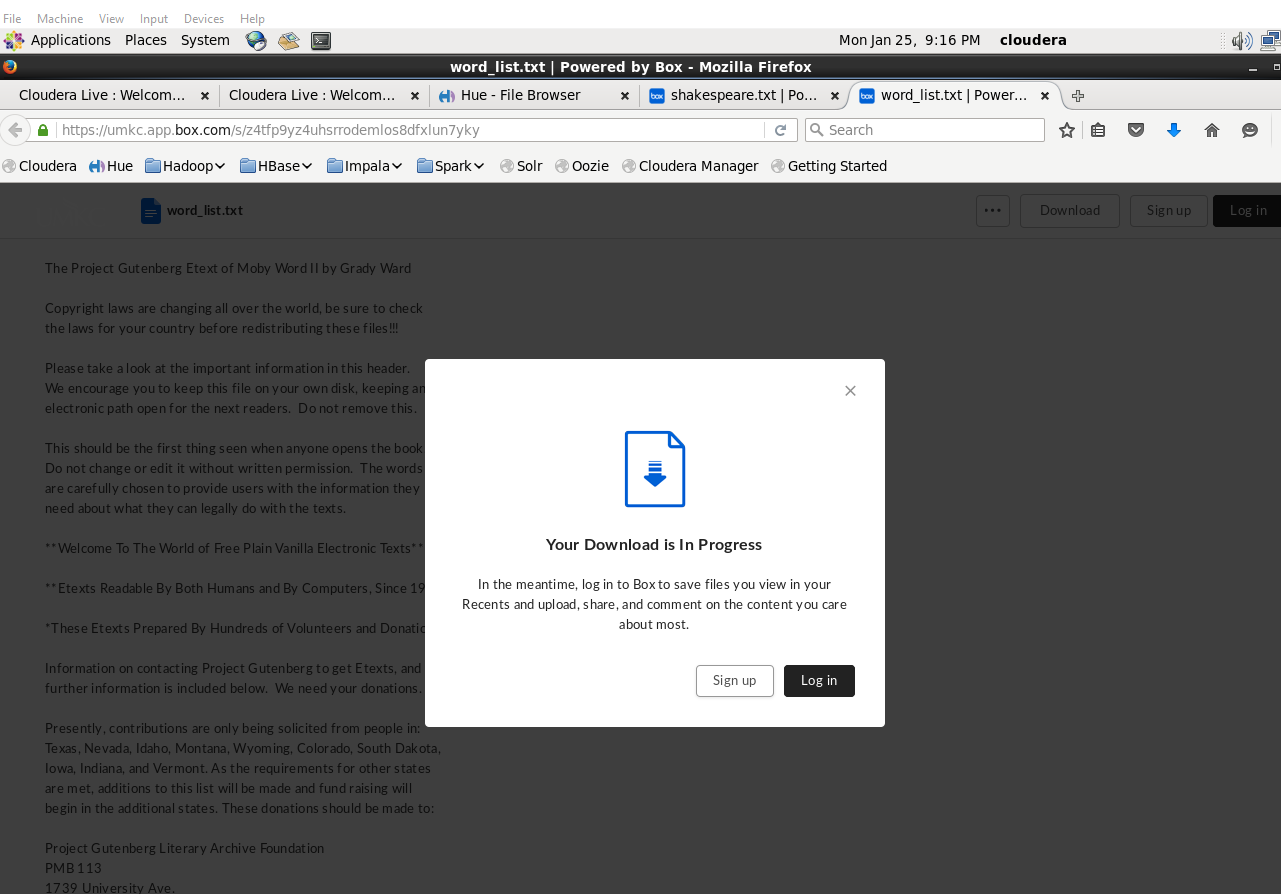 File Machine View Input Devices Help
Applications Places System Mon Jan 25, 9:16 PM cloudera
word_list.txt | Powered by Box - Mozilla Firefox
Cloudera Live : Welcom... Cloudera Live : Welcom... Hue - File Browser box shakespeare.txt | Po... box word_list.txt | Power...
https://umkc.app.box.com/s/z4tfp9yz4uhsrrodemlos8dfxlun7yky Search
Cloudera Hue Hadoop HBase Impala Spark Solr Oozie Cloudera Manager Getting Started
word_list.txt ... Download Sign up Log in
The Project Gutenberg Etext of Moby Word II by Grady Ward
Copyright laws are changing all over the world, be sure to check
the laws for your country before redistributing these files!!!
Please take a look at the important information in this header.
We encourage you to keep this file on your own disk, keeping an
electronic path open for the next readers. Do not remove this.
This should be the first thing seen when anyone opens the book
Do not change or edit it without written permission. The words
are carefully chosen to provide users with the information they
need about what they can legally do with the texts.
**Welcome To The World of Free Plain Vanilla Electronic Texts**
**Etexts Readable By Both Humans and By Computers, Since 19
*These Etexts Prepared By Hundreds of Volunteers and Donatio
Information on contacting Project Gutenberg to get Etexts, and
further information is included below. We need your donations.
Presently, contributions are only being solicited from people in:
Texas, Nevada, Idaho, Montana, Wyoming, Colorado, South Dakota,
Iowa, Indiana, and Vermont. As the requirements for other states
are met, additions to this list will be made and fund raising will
begin in the additional states. These donations should be made to:
Project Gutenberg Literary Archive Foundation
PMB 113
1739 University Ave.
Your Download is In Progress
In the meantime, log in to Box to save files you view in your
Recents and upload, share, and comment on the content you care
about most.
Sign up Log in